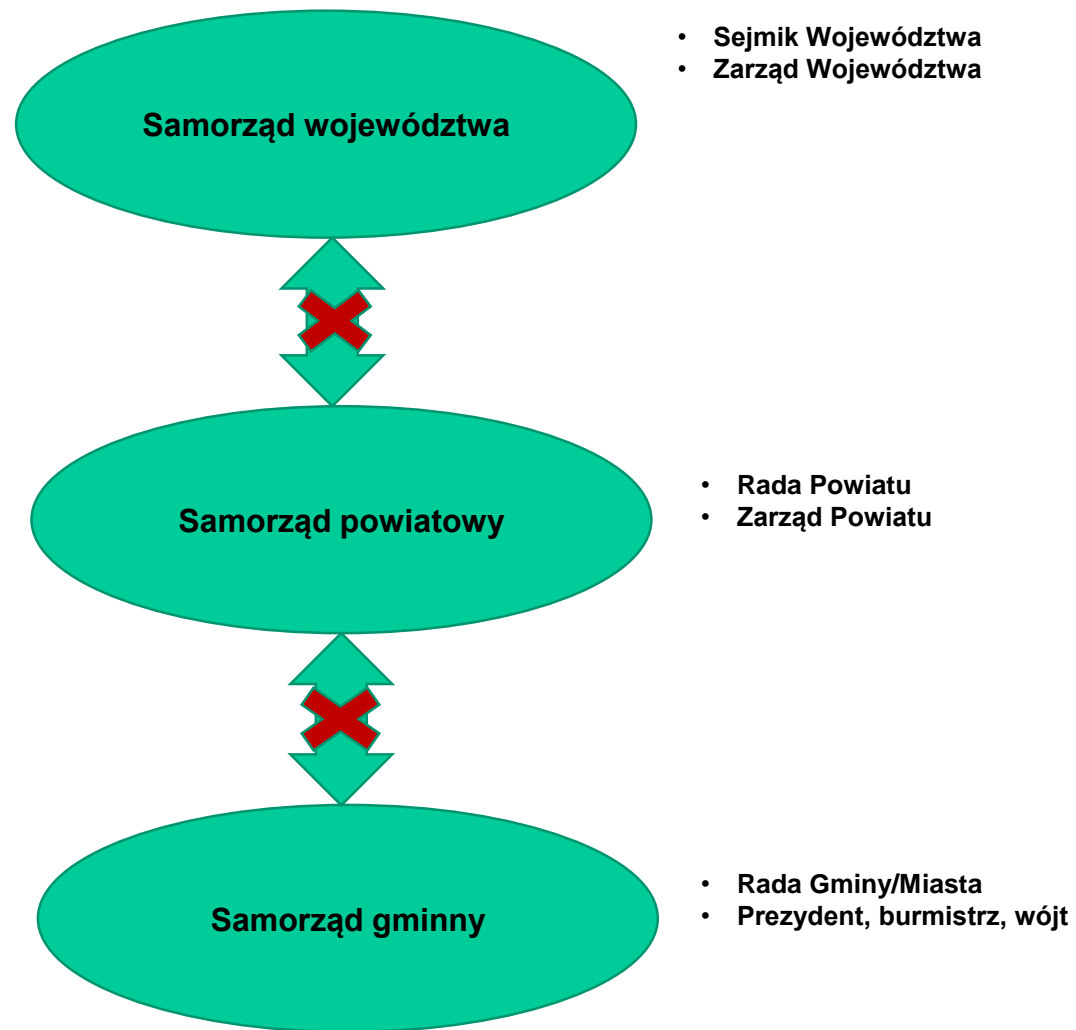 • Sejmik Województwa
• Zarząd Województwa
Samorząd województwa
• Rada Powiatu
• Zarząd Powiatu
Samorząd powiatowy
• Rada Gminy/Miasta
• Prezydent, burmistrz, wójt
Samorząd gminny